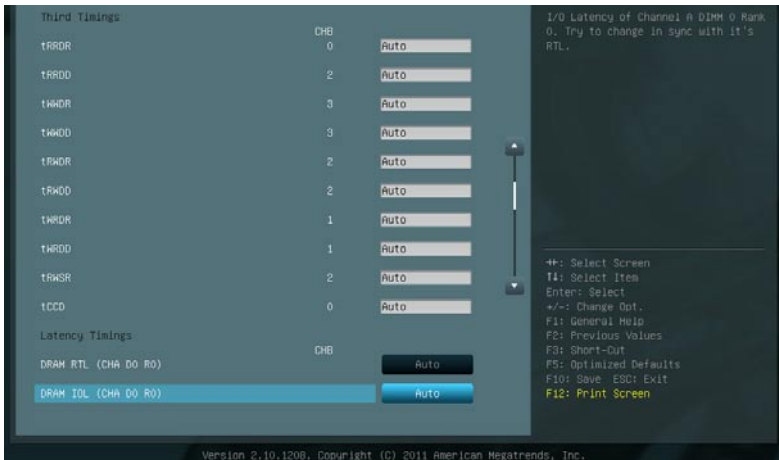 Third Timings
CHB
tRRDR 0 Auto
tRRDD 2 Auto
tWWDR 3 Auto
tWWDD 3 Auto
tRWDR 2 Auto
tRWDD 2 Auto
tWRDR 1 Auto
tWRDD 1 Auto
tRWSR 2 Auto
tCCD 0 Auto
Latency Timings
CHB
DRAM RTL (CHA D0 R0) Auto
DRAM IOL (CHA D0 R0) Auto
I/O Latency of Channel A DIMM 0 Rank
0. Try to change in sync with it's
RTL.
→←: Select Screen
↑↓: Select Item
Enter: Select
+/-: Change Opt.
F1: General Help
F2: Previous Values
F3: Short-Cut
F5: Optimized Defaults
F10: Save ESC: Exit
F12: Print Screen
Version 2.10.1208. Copyright (C) 2011 American Megatrends, Inc.